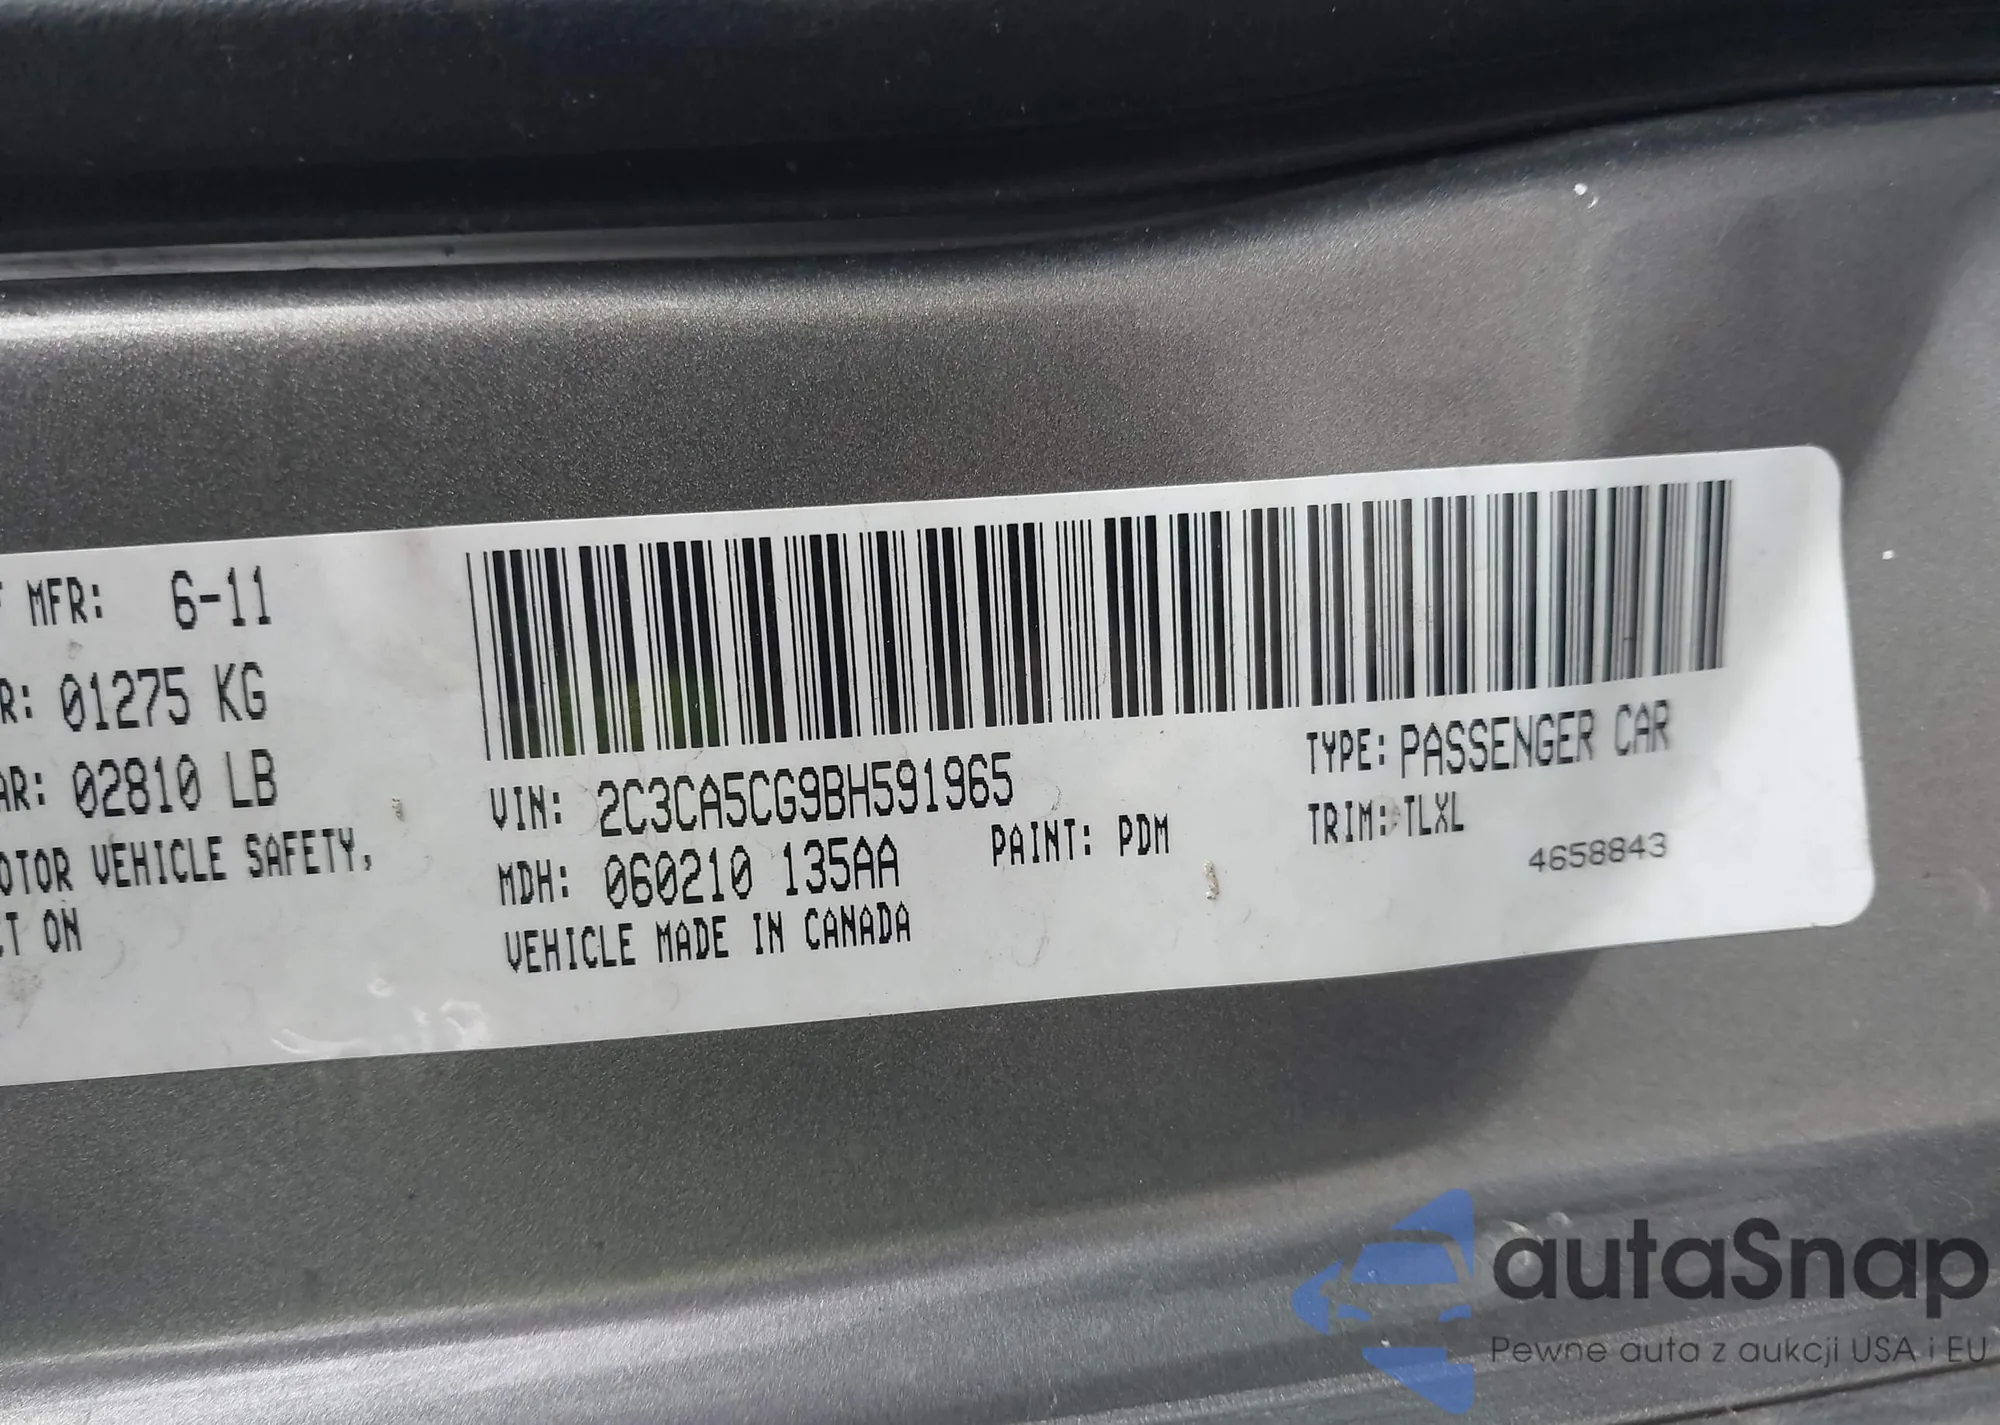 F MFR: 6-11
R: 01275 KG
AR: 02810 LB
OTOR VEHICLE SAFETY,
CT ON
VIN: 2C3CA5CG9BH591965
MDH: 060210 135AA
PAINT: PDM
VEHICLE MADE IN CANADA
TYPE: PASSENGER CAR
TRIM: TLXL
4658843
autaSnap
Pewne auta z aukcji USA i EU